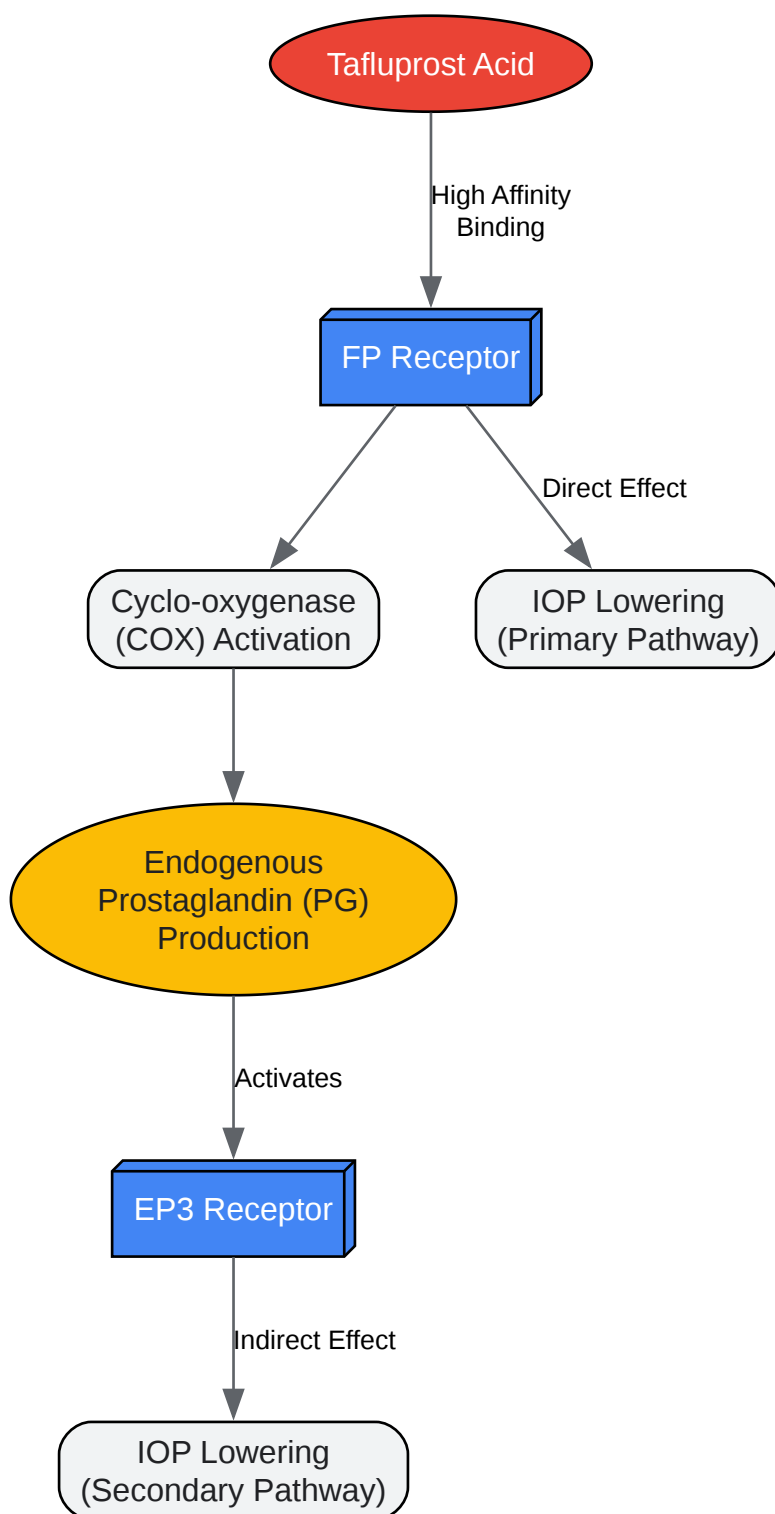 Tafluprost Acid
High Affinity
Binding
FP Receptor
Direct Effect
Cyclo-oxygenase
(COX) Activation
IOP Lowering
(Primary Pathway)
Endogenous
Prostaglandin (PG)
Production
Activates
EP3 Receptor
Indirect Effect
IOP Lowering
(Secondary Pathway)